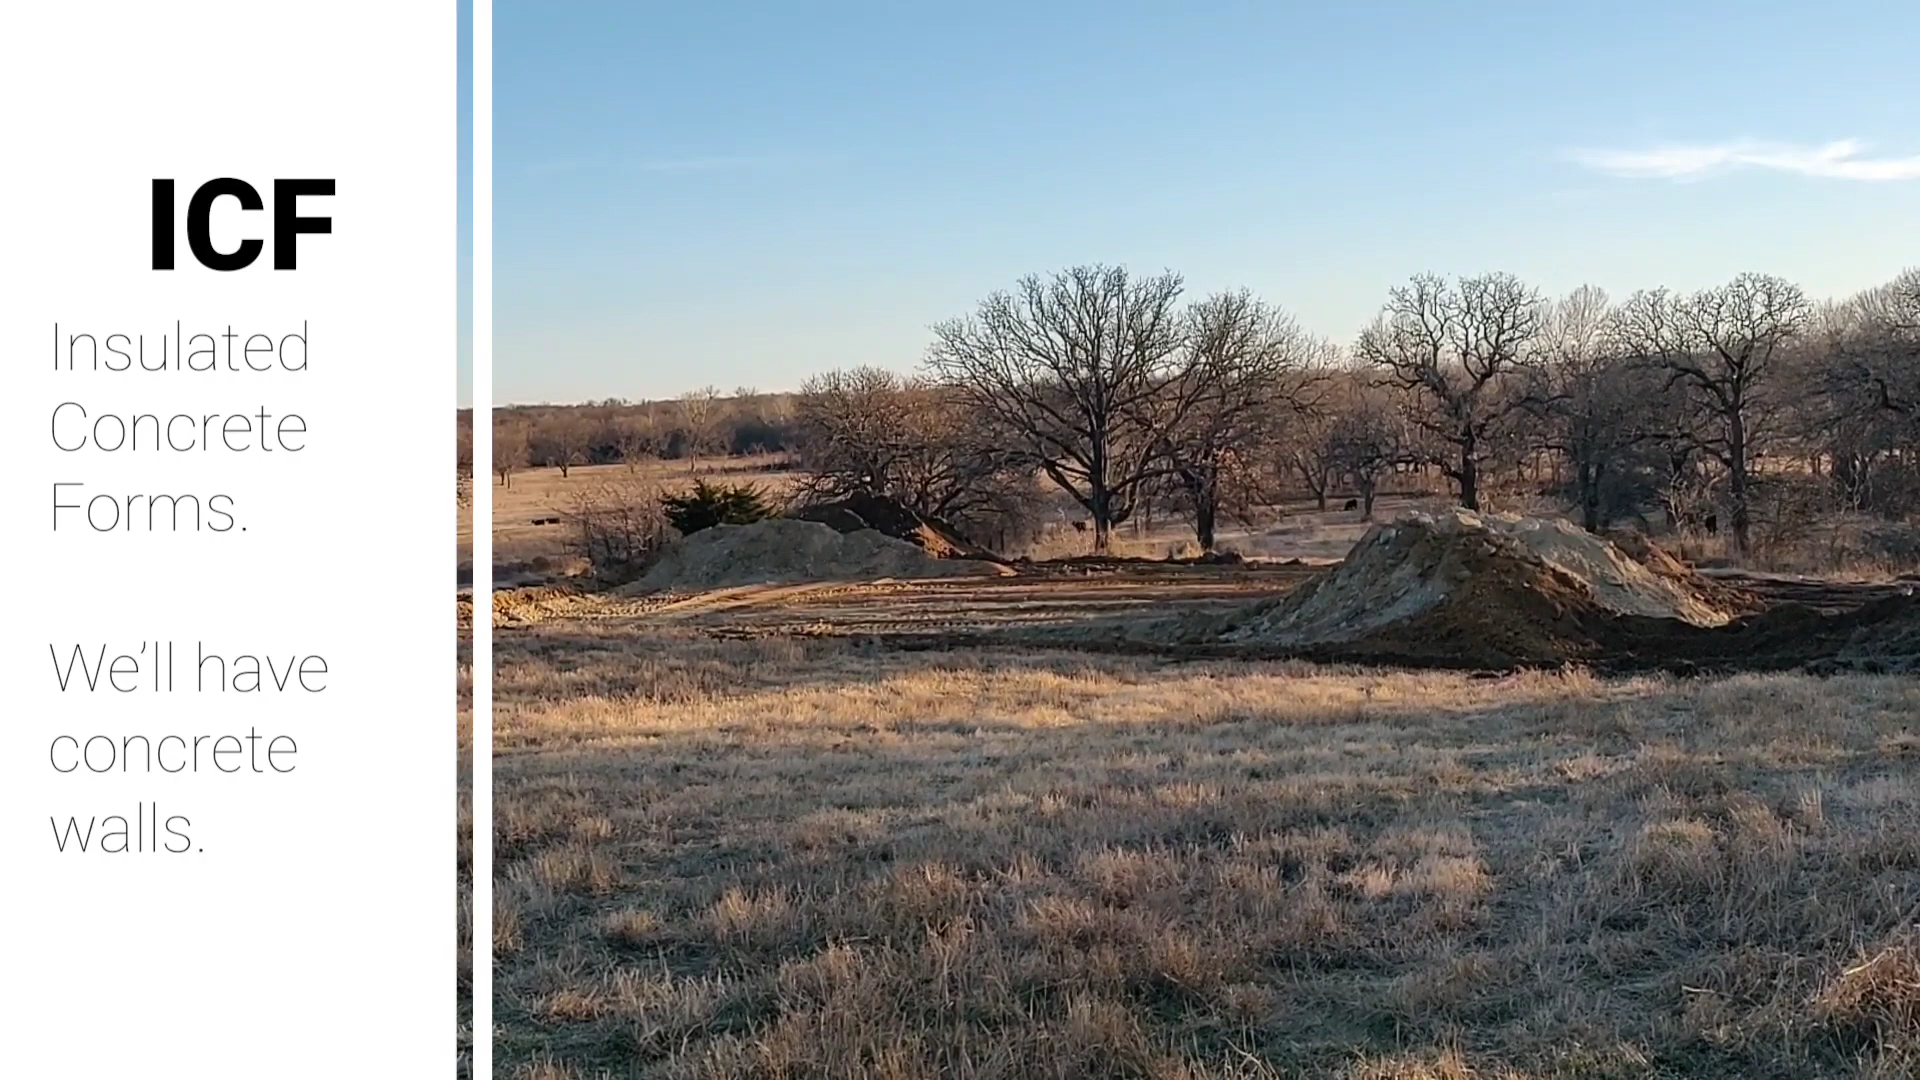 ICF
Insulated
Concrete
Forms.
We’ll have
concrete
walls.